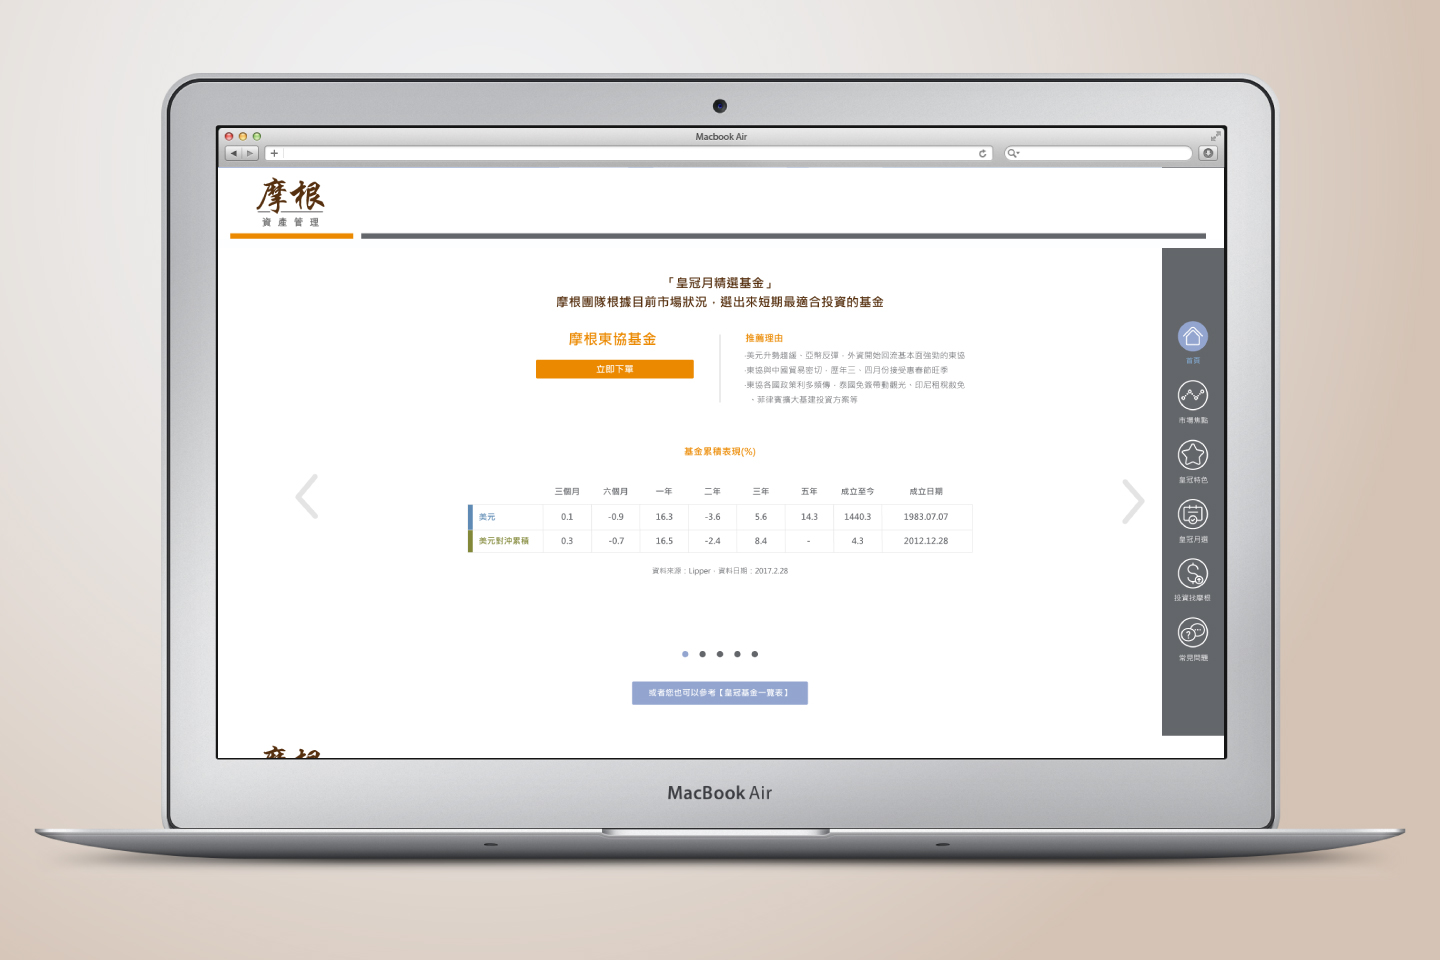 Macbook Air
摩根
資產管理
「皇冠月精選基金」
摩根團隊根據目前市場狀況，選出來短期最適合投資的基金
摩根東協基金
立即下單
推薦理由
‧美元升勢趨緩、亞幣反彈，外資開始回流基本面強勁的東協
‧東協與中國貿易密切，歷年三、四月份接受惠春節旺季
‧東協各國政策利多頻傳，泰國免簽帶動觀光、印尼租稅赦免
、菲律賓擴大基建投資方案等
基金累積表現(%)
三個月 六個月 一年 二年 三年 五年 成立至今 成立日期
美元 0.1 -0.9 16.3 -3.6 5.6 14.3 1440.3 1983.07.07
美元對沖累積 0.3 -0.7 16.5 -2.4 8.4 - 4.3 2012.12.28
資料來源：Lipper，資料日期：2017.2.28
或者您也可以參考【皇冠基金一覽表】
首頁
市場焦點
皇冠特色
皇冠月選
投資找摩根
常見問題
MacBook Air